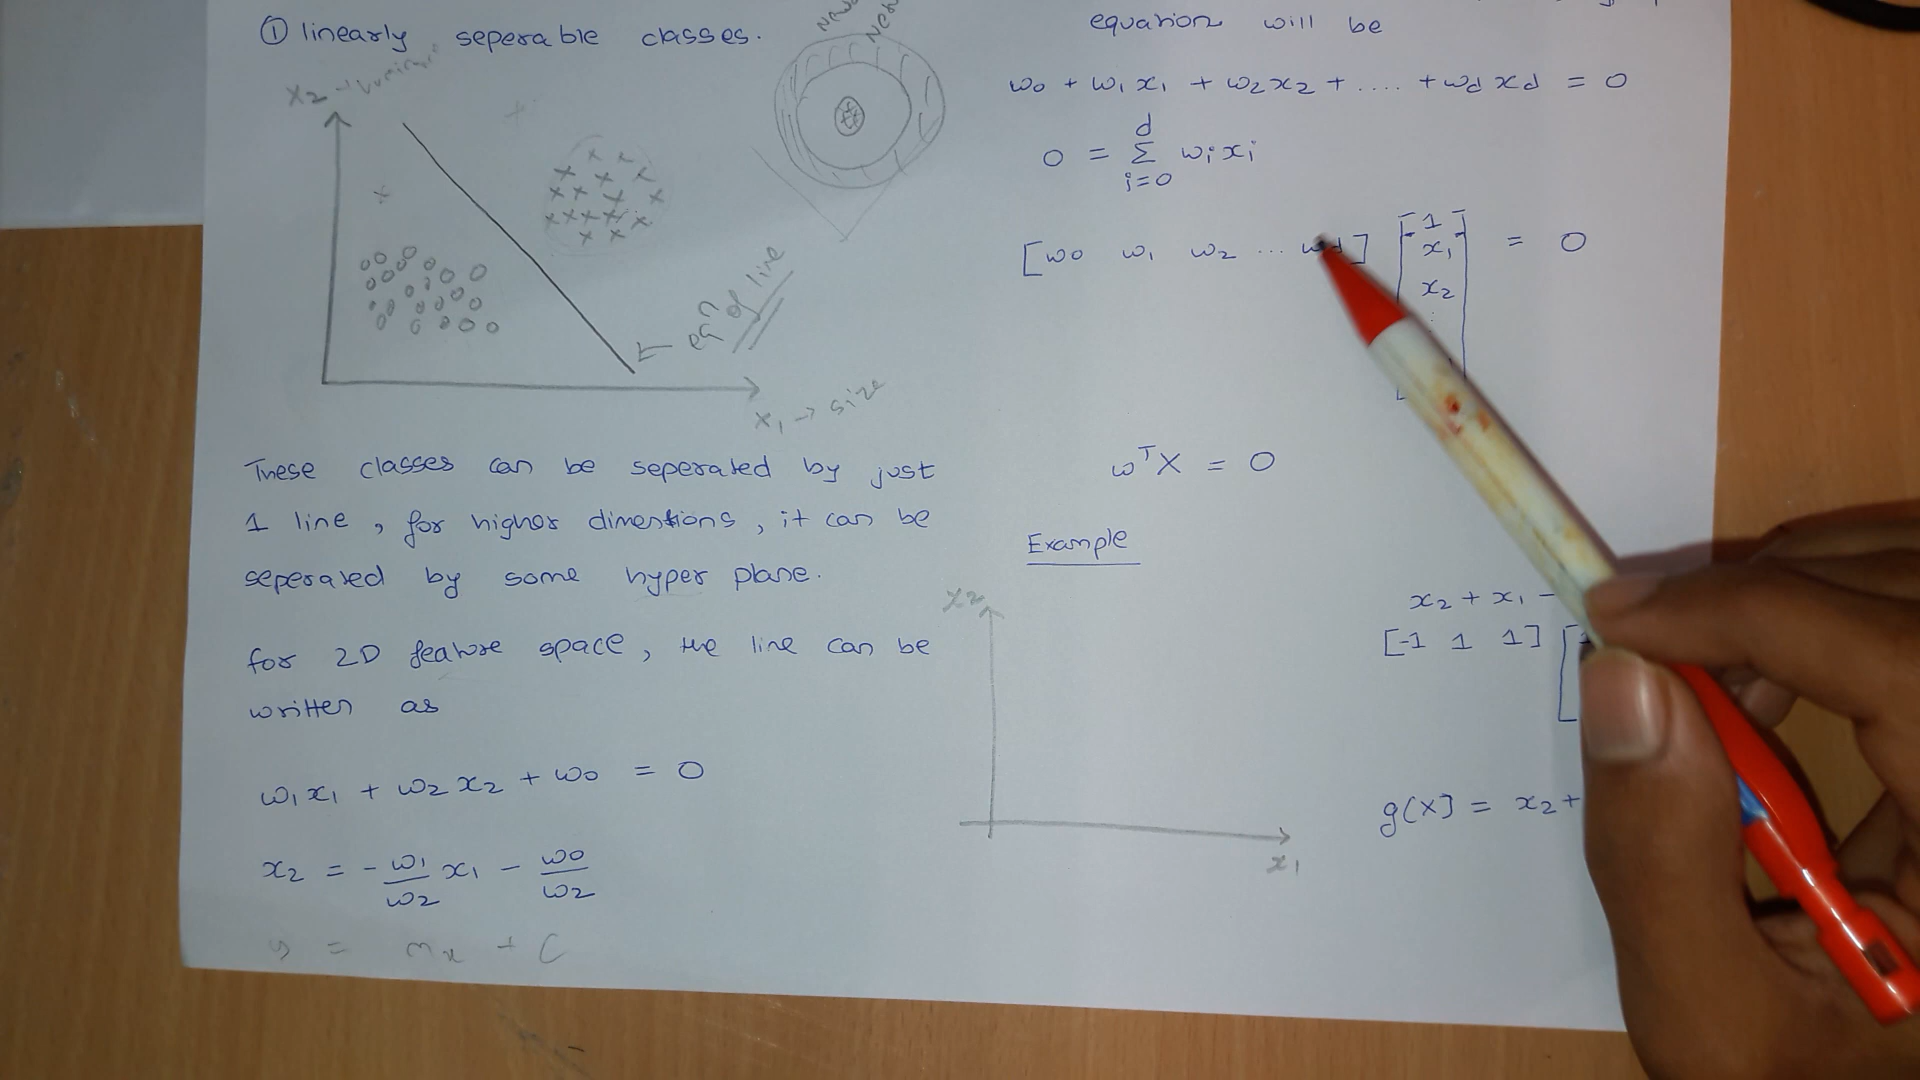 ① linearly seperable classes.
x2 →
x1 → size
eqn of line
These classes can be seperated by just
1 line, for higher dimenstions, it can be
seperated by some hyper plane.
for 2D feature space, the line can be
written as
w1x1 + w2x2 + w0 = 0
x2 = - w1/w2 x1 - w0/w2
y = mx + C
equation will be
w0 + w1x1 + w2x2 + .... + wdxd = 0
0 = d Σ i=0 wixi
[w0 w1 w2 ... wd] [1 x1 x2 = 0
wTX = 0
Example
x2
x1
x2 + x1 -
[-1 1 1] [
g(x) = x2 +